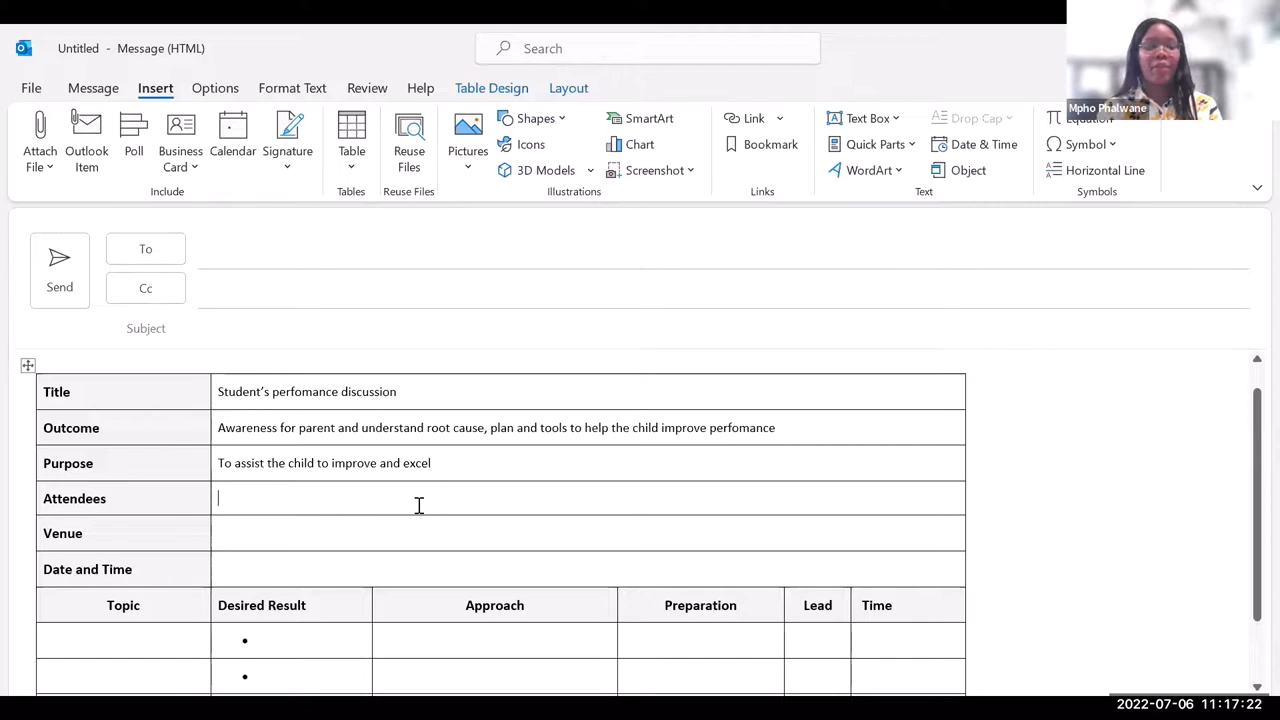 Untitled - Message (HTML)
Search
Mpho Phalwane
File Message Insert Options Format Text Review Help Table Design Layout
Attach File
Outlook Item
Poll
Business Card
Calendar
Signature
Table
Reuse Files
Pictures
Shapes
Icons
3D Models
SmartArt
Chart
Screenshot
Link
Bookmark
Text Box
Quick Parts
WordArt
Drop Cap
Date & Time
Object
Equation
Symbol
Horizontal Line
Include Tables Reuse Files Illustrations Links Text Symbols
Send
To
Cc
Subject
Title Student's perfomance discussion
Outcome Awareness for parent and understand root cause, plan and tools to help the child improve perfomance
Purpose To assist the child to improve and excel
Attendees
Venue
Date and Time
Topic Desired Result Approach Preparation Lead Time
2022-07-06 11:17:22